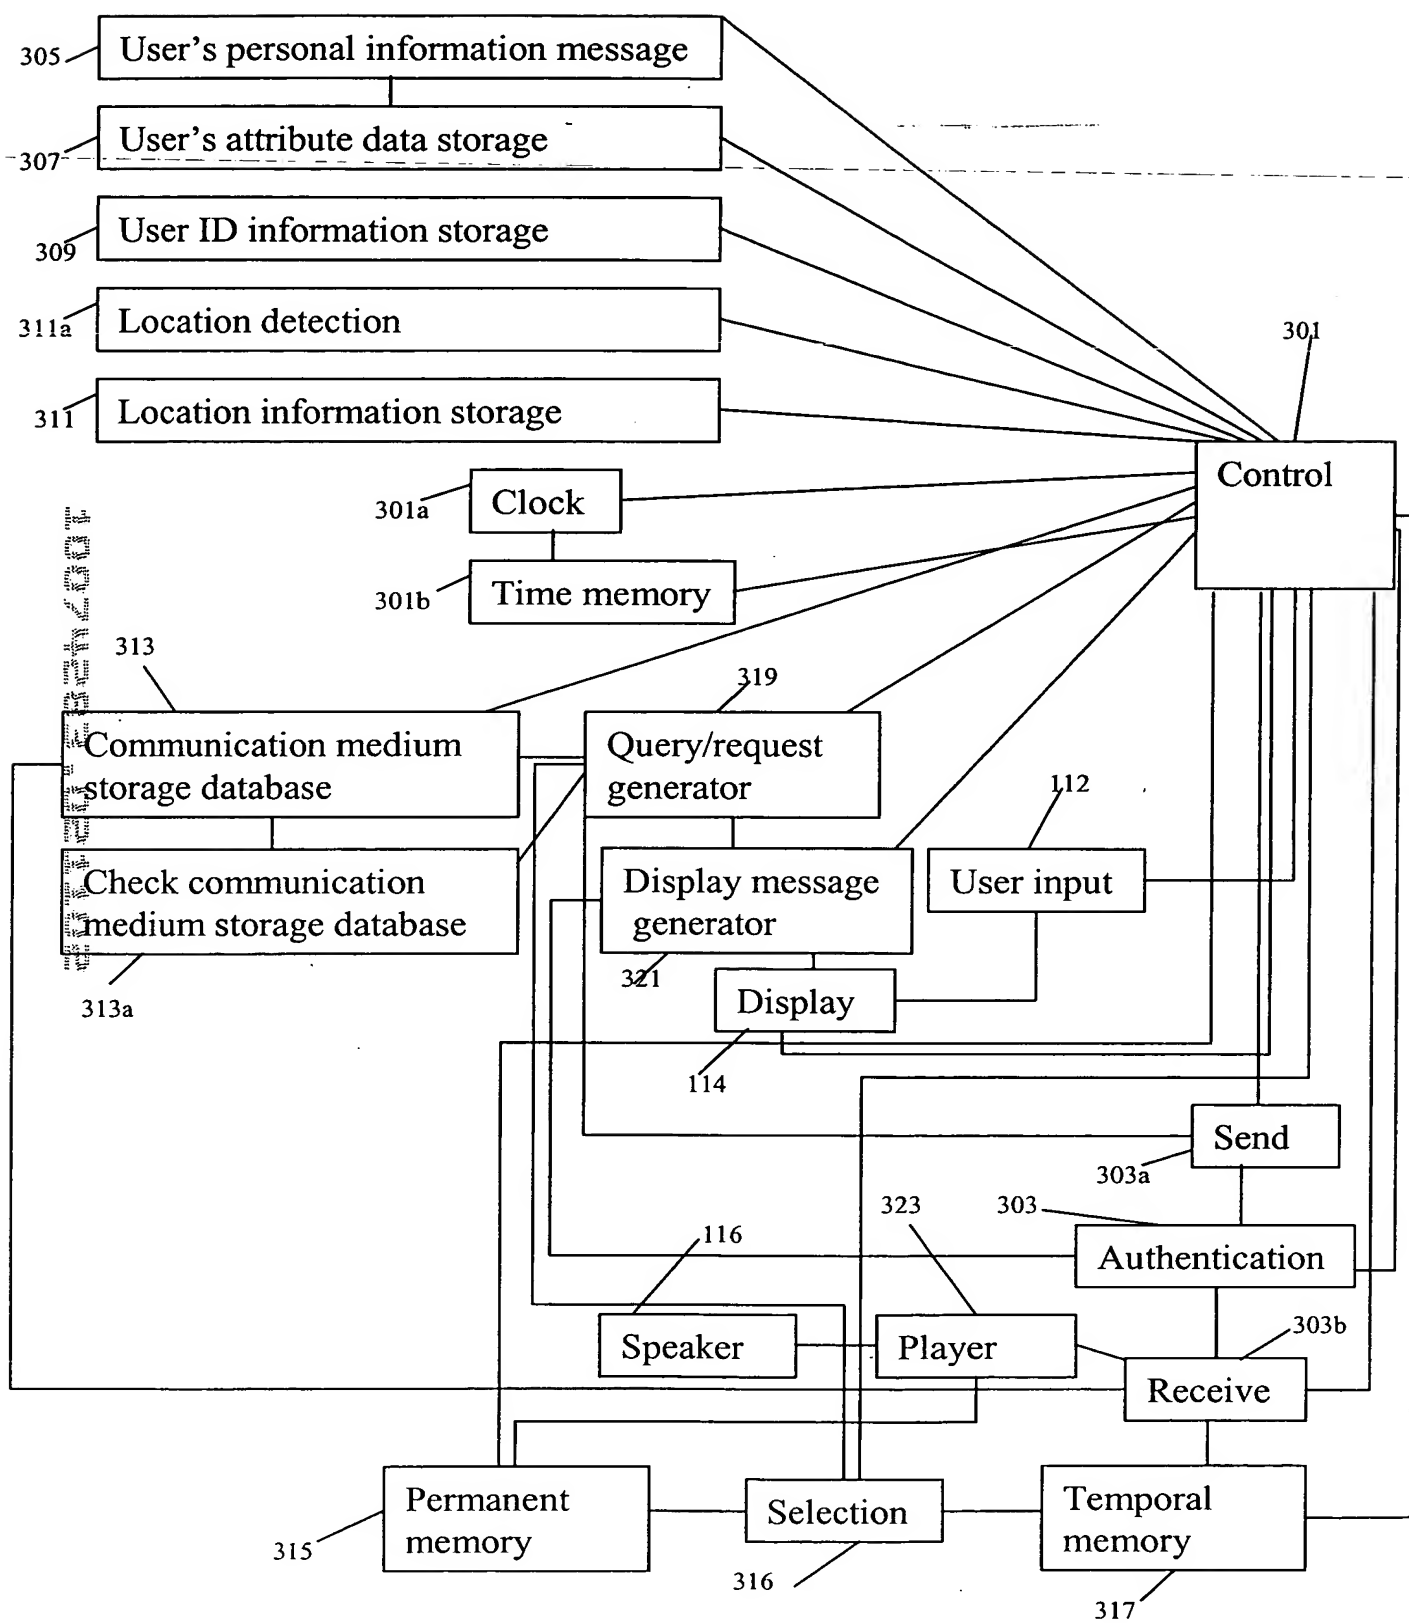 305
User's personal information message
307
User's attribute data storage
309
User ID information storage
311a
Location detection
311
Location information storage
301
Control
301a
Clock
301b
Time memory
313
Communication medium
storage database
319
Query/request
generator
112
User input
Check communication
medium storage database
313a
Display message
generator
321
Display
114
Send
303a
303
Authentication
116
Speaker
323
Player
303b
Receive
Permanent
memory
315
Selection
316
Temporal
memory
317